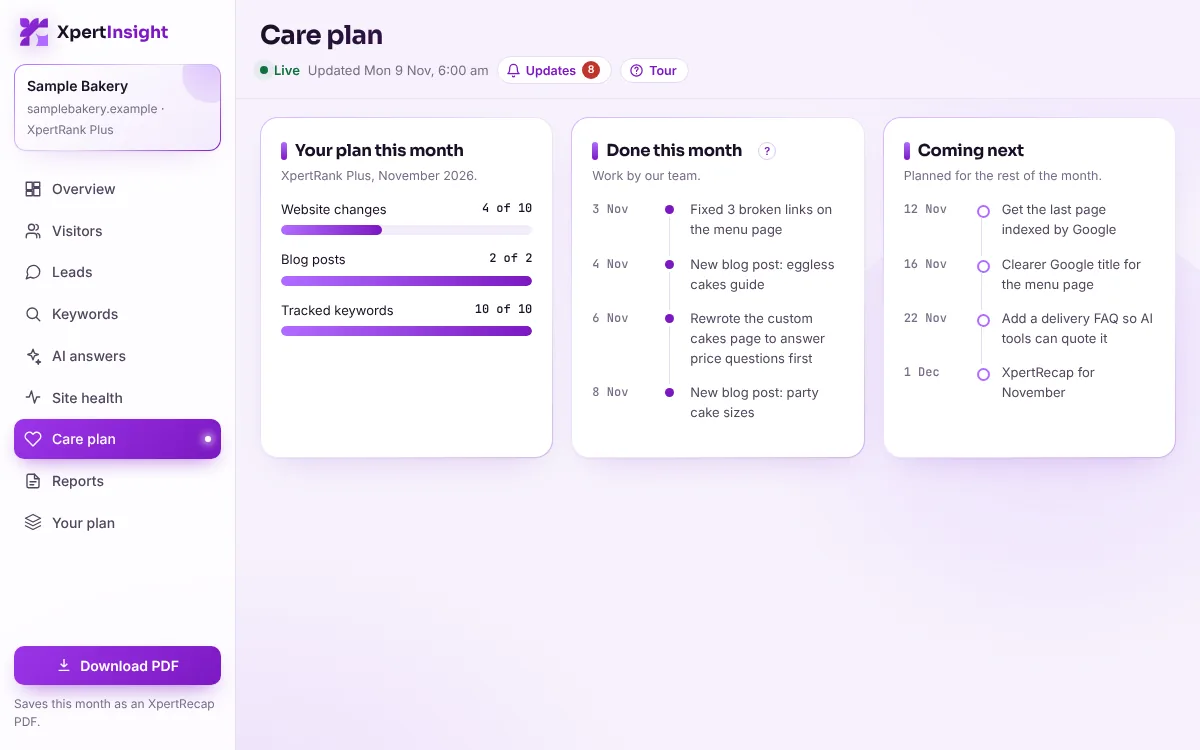 XpertInsight
Sample Bakery
samplebakery.example ·
XpertRank Plus
Overview
Visitors
Leads
Keywords
AI answers
Site health
Care plan
Reports
Your plan
Download PDF
Saves this month as an XpertRecap
PDF.
Care plan
Live Updated Mon 9 Nov, 6:00 am Updates 8 ? Tour
Your plan this month
XpertRank Plus, November 2026.
Website changes 4 of 10
Blog posts 2 of 2
Tracked keywords 10 of 10
Done this month ?
Work by our team.
3 Nov Fixed 3 broken links on
the menu page
4 Nov New blog post: eggless
cakes guide
6 Nov Rewrote the custom
cakes page to answer
price questions first
8 Nov New blog post: party
cake sizes
Coming next
Planned for the rest of the month.
12 Nov Get the last page
indexed by Google
16 Nov Clearer Google title for
the menu page
22 Nov Add a delivery FAQ so AI
tools can quote it
1 Dec XpertRecap for
November